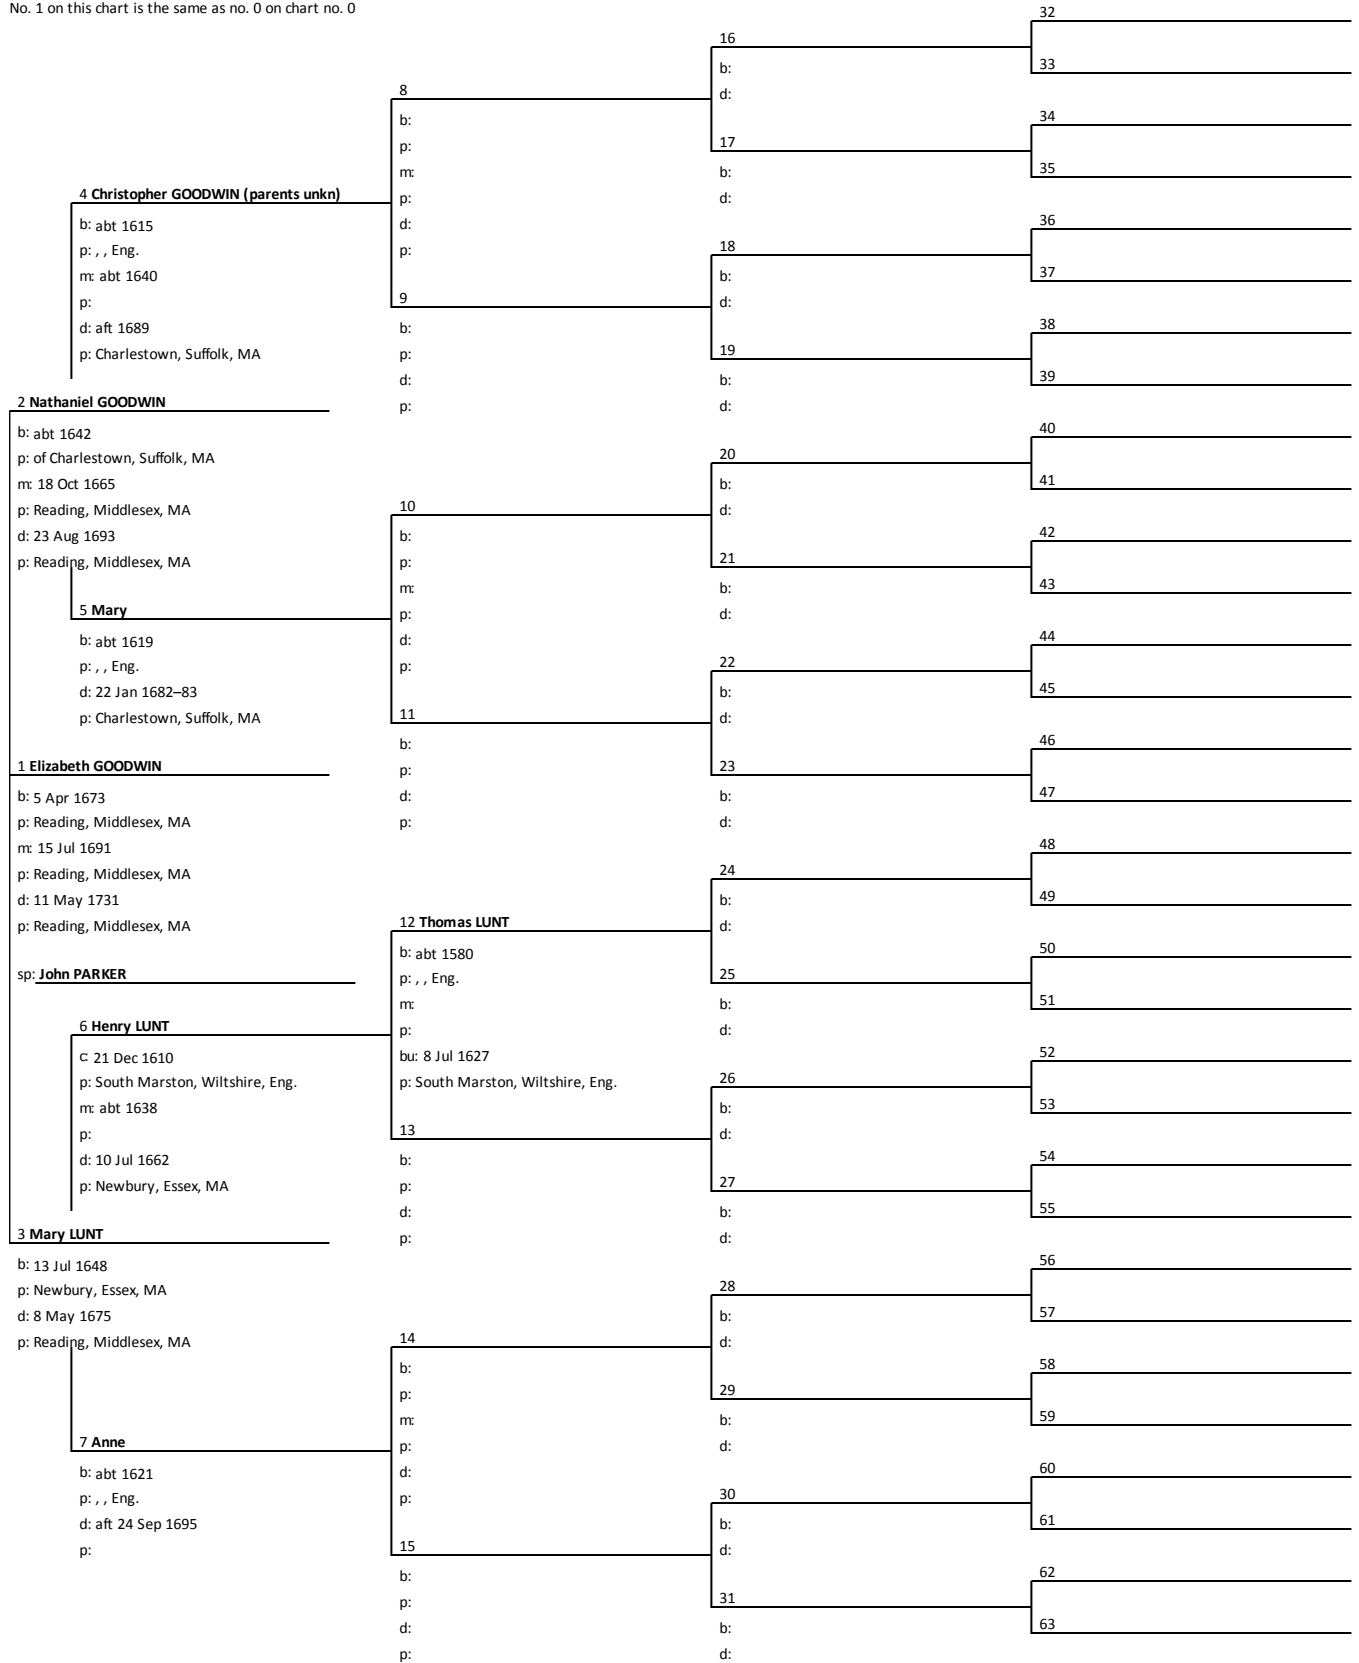 No. 1 on this chart is the same as no. 0 on chart no. 0
4 Christopher GOODWIN (parents unkn)
b: abt 1615
p: , , Eng.
m: abt 1640
p:
d: aft 1689
p: Charlestown, Suffolk, MA
2 Nathaniel GOODWIN
b: abt 1642
p: of Charlestown, Suffolk, MA
m: 18 Oct 1665
p: Reading, Middlesex, MA
d: 23 Aug 1693
p: Reading, Middlesex, MA
5 Mary
b: abt 1619
p: , , Eng.
d: 22 Jan 1682–83
p: Charlestown, Suffolk, MA
1 Elizabeth GOODWIN
b: 5 Apr 1673
p: Reading, Middlesex, MA
m: 15 Jul 1691
p: Reading, Middlesex, MA
d: 11 May 1731
p: Reading, Middlesex, MA
sp: John PARKER
6 Henry LUNT
c: 21 Dec 1610
p: South Marston, Wiltshire, Eng.
m: abt 1638
p:
d: 10 Jul 1662
p: Newbury, Essex, MA
3 Mary LUNT
b: 13 Jul 1648
p: Newbury, Essex, MA
d: 8 May 1675
p: Reading, Middlesex, MA
7 Anne
b: abt 1621
p: , , Eng.
d: aft 24 Sep 1695
p:
8
b:
p:
m:
p:
d:
p:
9
b:
p:
d:
p:
10
b:
p:
m:
p:
d:
p:
11
b:
p:
d:
p:
12 Thomas LUNT
b: abt 1580
p: , , Eng.
m:
p:
bu: 8 Jul 1627
p: South Marston, Wiltshire, Eng.
13
b:
p:
d:
p:
14
b:
p:
m:
p:
d:
p:
15
b:
p:
d:
p:
16
b:
d:
17
b:
d:
18
b:
d:
19
b:
d:
20
b:
d:
21
b:
d:
22
b:
d:
23
b:
d:
24
b:
d:
25
b:
d:
26
b:
d:
27
b:
d:
28
b:
d:
29
b:
d:
30
b:
d:
31
b:
d:
32
33
34
35
36
37
38
39
40
41
42
43
44
45
46
47
48
49
50
51
52
53
54
55
56
57
58
59
60
61
62
63